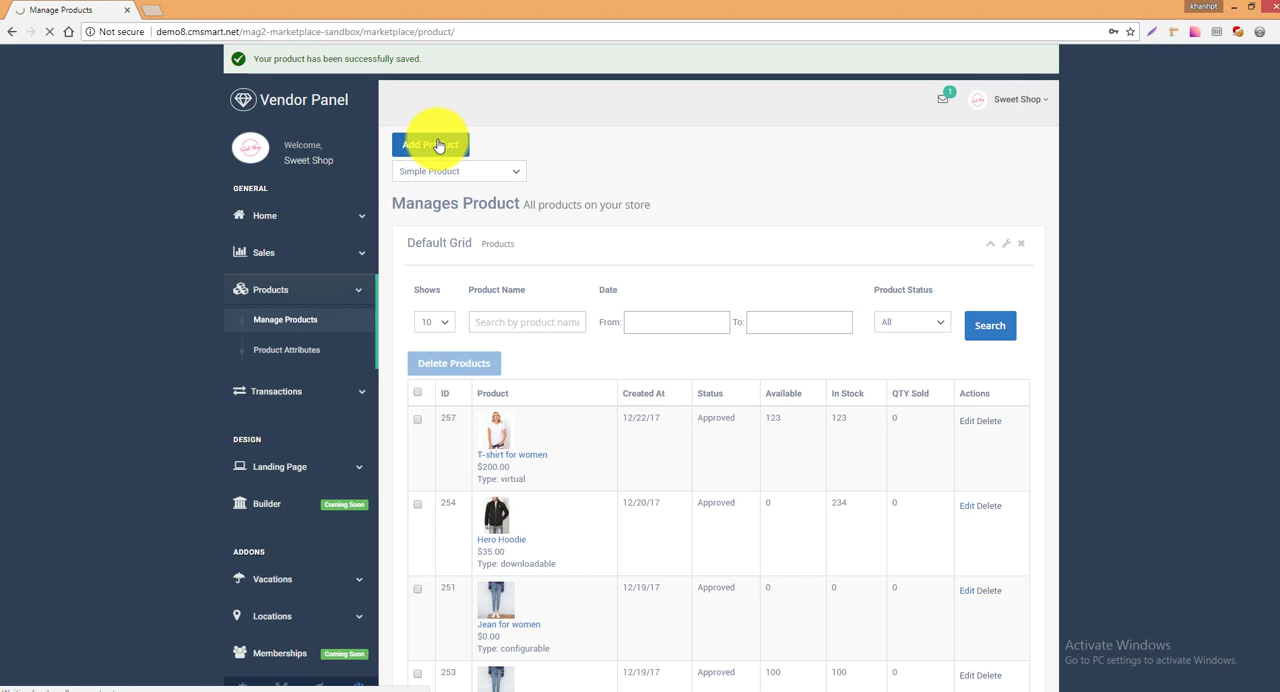 Manage Products
khanhpt
Not secure
demo8.cmsmart.net/mag2-marketplace-sandbox/marketplace/product/
Your product has been successfully saved.
Vendor Panel
1
Sweet Shop
Welcome,
Sweet Shop
Add Product
Simple Product
Manages Product All products on your store
GENERAL
Home
Sales
Products
Manage Products
Product Attributes
Transactions
DESIGN
Landing Page
Builder Coming Soon
ADDONS
Vacations
Locations
Memberships Coming Soon
Default Grid Products
Shows Product Name Date Product Status
10 Search by product name From: To: All Search
Delete Products
ID Product Created At Status Available In Stock QTY Sold Actions
257 12/22/17 Approved 123 123 0 Edit Delete
T-shirt for women
$200.00
Type: virtual
254 12/20/17 Approved 0 234 0 Edit Delete
Hero Hoodie
$35.00
Type: downloadable
251 12/19/17 Approved 0 0 0 Edit Delete
Jean for women
$0.00
Type: configurable
253 12/19/17 Approved 100 100 0 Edit Delete
Activate Windows
Go to PC settings to activate Windows.